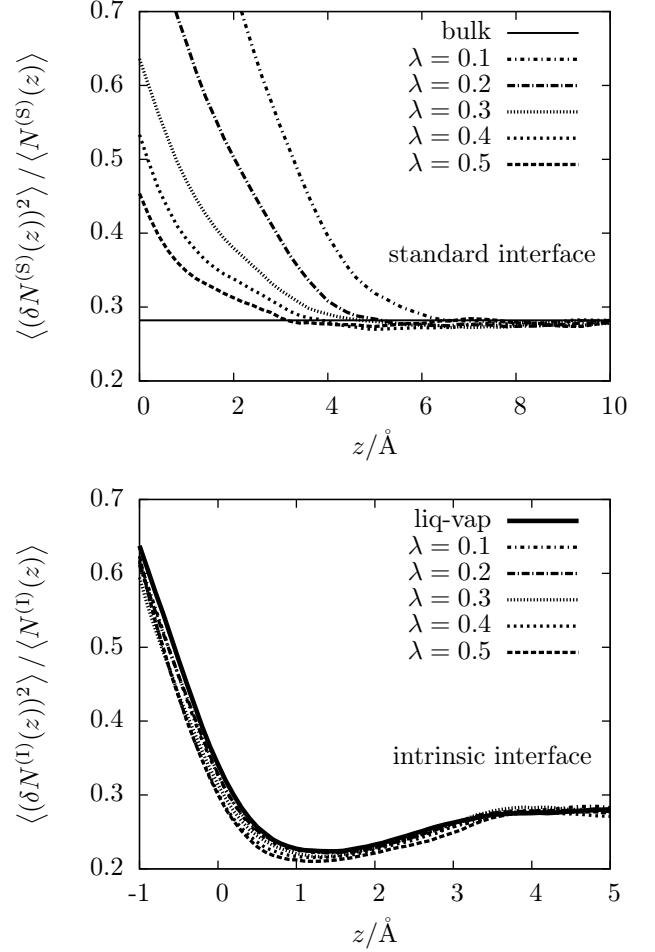 0.7
0.6
0.5
0.4
0.3
0.2
⟨(δN^(S)(z))²⟩ / ⟨N^(S)(z)⟩
bulk
λ = 0.1
λ = 0.2
λ = 0.3
λ = 0.4
λ = 0.5
standard interface
0 2 4 6 8 10
z/Å
0.7
0.6
0.5
0.4
0.3
0.2
⟨(δN^(I)(z))²⟩ / ⟨N^(I)(z)⟩
liq-vap
λ = 0.1
λ = 0.2
λ = 0.3
λ = 0.4
λ = 0.5
intrinsic interface
-1 0 1 2 3 4 5
z/Å